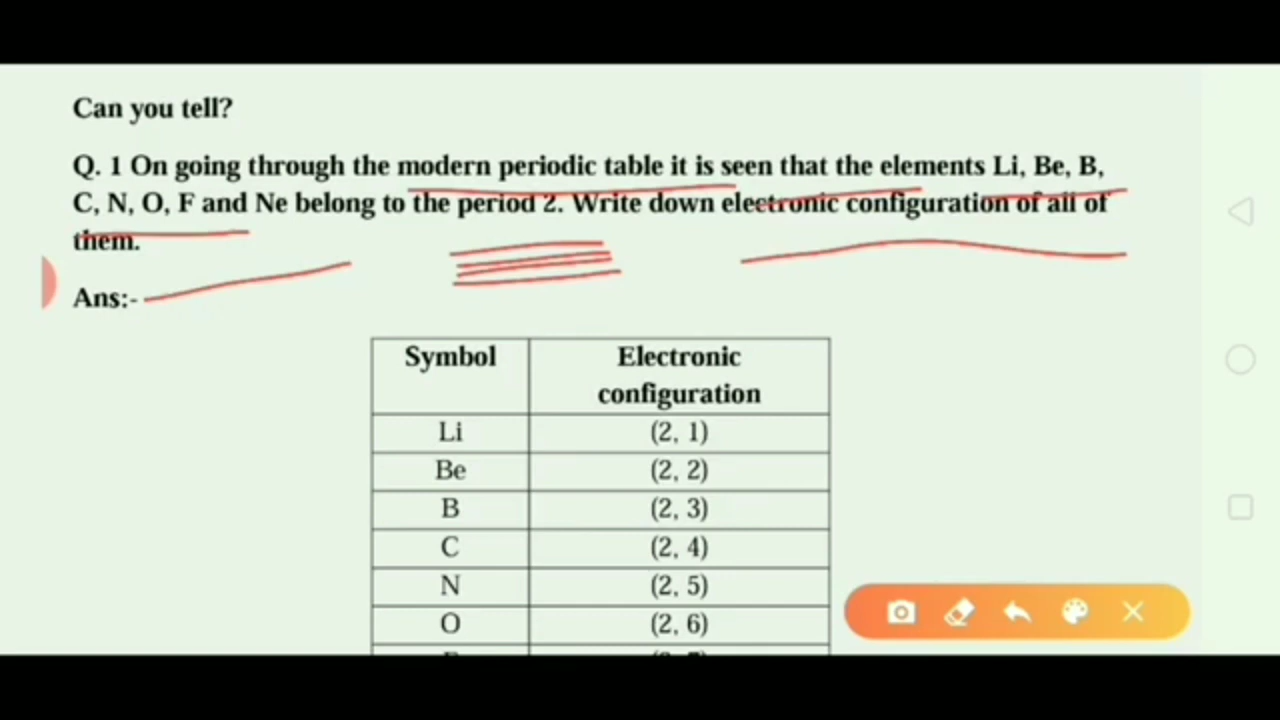 Can you tell?
Q. 1 On going through the modern periodic table it is seen that the elements Li, Be, B,
C, N, O, F and Ne belong to the period 2. Write down electronic configuration of all of
them.
Ans:-
Symbol Electronic
configuration
Li (2, 1)
Be (2, 2)
B (2, 3)
C (2, 4)
N (2, 5)
O (2, 6)